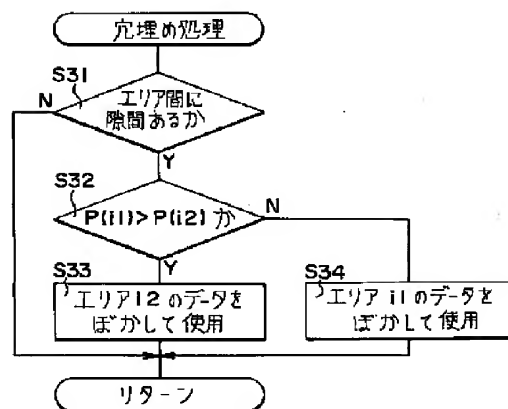 穴埋め処理
S31
N
エリア間に
隙間あるか
Y
S32
N
P(i1)>P(i2)か
Y
S33
エリアi2のデータを
ぼかして使用
S34
エリアi1のデータを
ぼかして使用
リターン